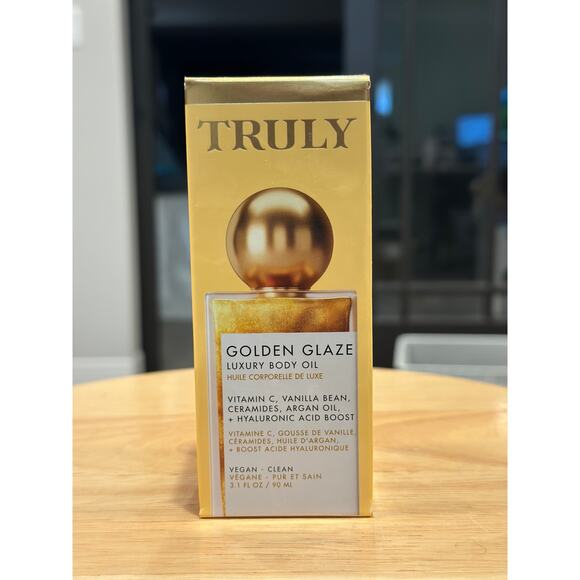 TRULY
GOLDEN GLAZE
LUXURY BODY OIL
HUILE CORPORELLE DE LUXE
VITAMIN C, VANILLA BEAN,
CERAMIDES, ARGAN OIL,
+ HYALURONIC ACID BOOST
VITAMINE C, GOUSSE DE VANILLE,
CÉRAMIDES, HUILE D'ARGAN,
+ BOOST ACIDE HYALURONIQUE
VEGAN - CLEAN
VÉGANE - PUR ET SAIN
3.1 FL OZ / 90 ML